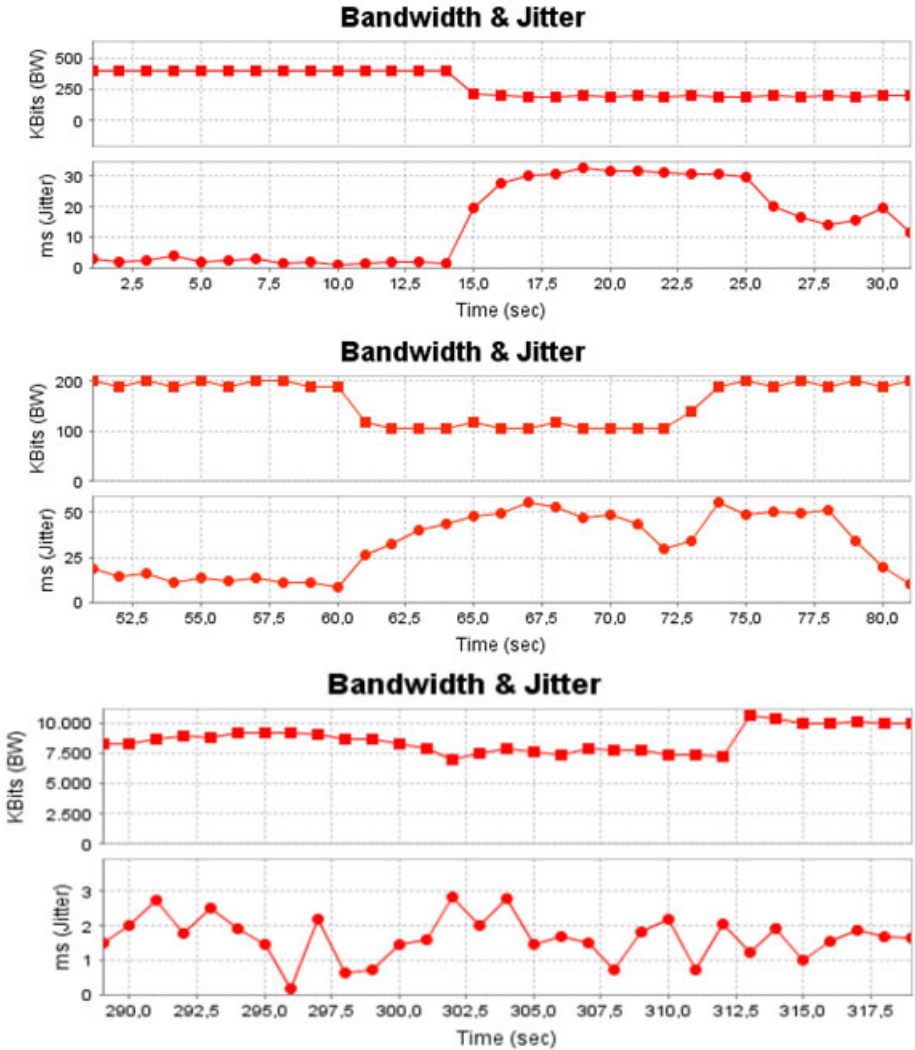 Bandwidth & Jitter
KBits (BW)
500
250
0
ms (Jitter)
30
20
10
0
2,5 5,0 7,5 10,0 12,5 15,0 17,5 20,0 22,5 25,0 27,5 30,0
Time (sec)
Bandwidth & Jitter
KBits (BW)
200
100
0
ms (Jitter)
50
25
0
52,5 55,0 57,5 60,0 62,5 65,0 67,5 70,0 72,5 75,0 77,5 80,0
Time (sec)
Bandwidth & Jitter
KBits (BW)
10.000
7.500
5.000
2.500
0
ms (Jitter)
3
2
1
0
290,0 292,5 295,0 297,5 300,0 302,5 305,0 307,5 310,0 312,5 315,0 317,5
Time (sec)